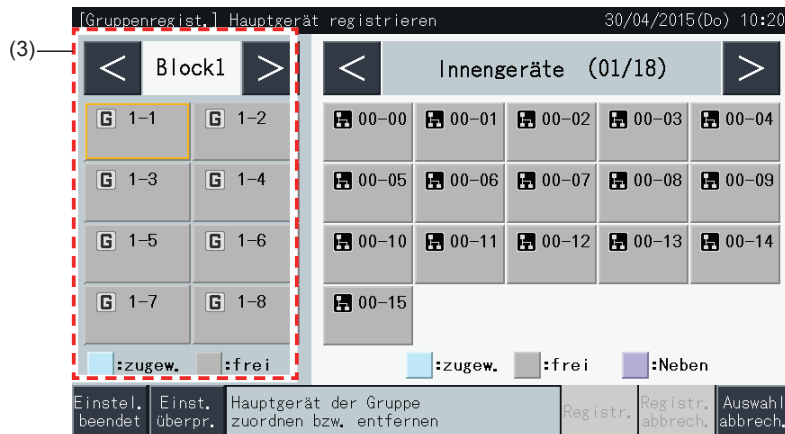 [Gruppenregist.] Hauptgerät registrieren 30/04/2015(Do) 10:20
(3)
< Block1 > < Innengeräte (01/18) >
G 1-1 G 1-2 00-00 00-01 00-02 00-03 00-04
G 1-3 G 1-4 00-05 00-06 00-07 00-08 00-09
G 1-5 G 1-6 00-10 00-11 00-12 00-13 00-14
G 1-7 G 1-8 00-15
:zugew. :frei :zugew. :frei :Neben
Einstel. beendet
Einst. überpr.
Hauptgerät der Gruppe
zuordnen bzw. entfernen
Registr.
Registr. abbrech.
Auswahl abbrech.